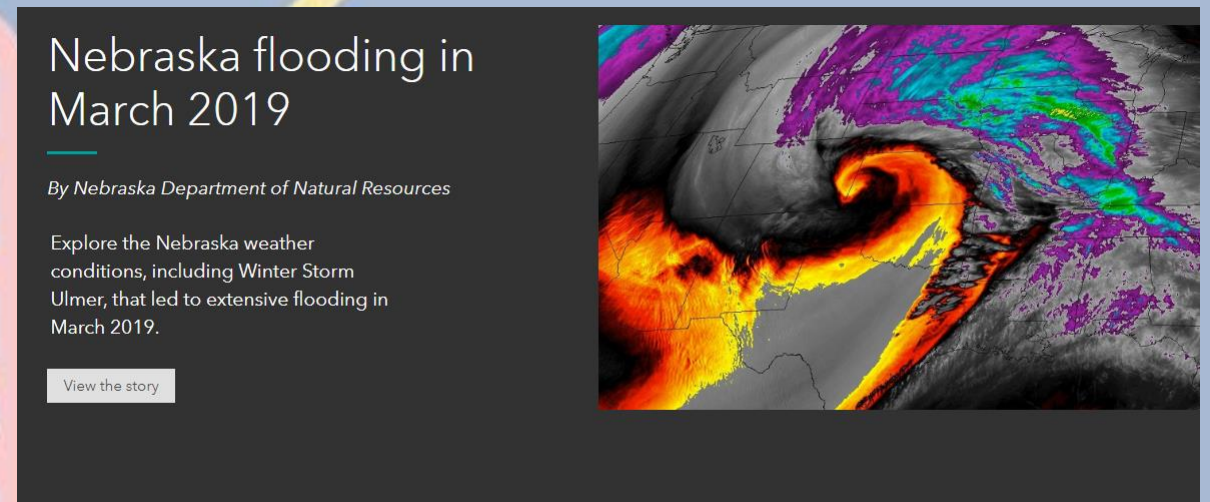 Nebraska flooding in
March 2019
By Nebraska Department of Natural Resources
Explore the Nebraska weather
conditions, including Winter Storm
Ulmer, that led to extensive flooding in
March 2019.
View the story